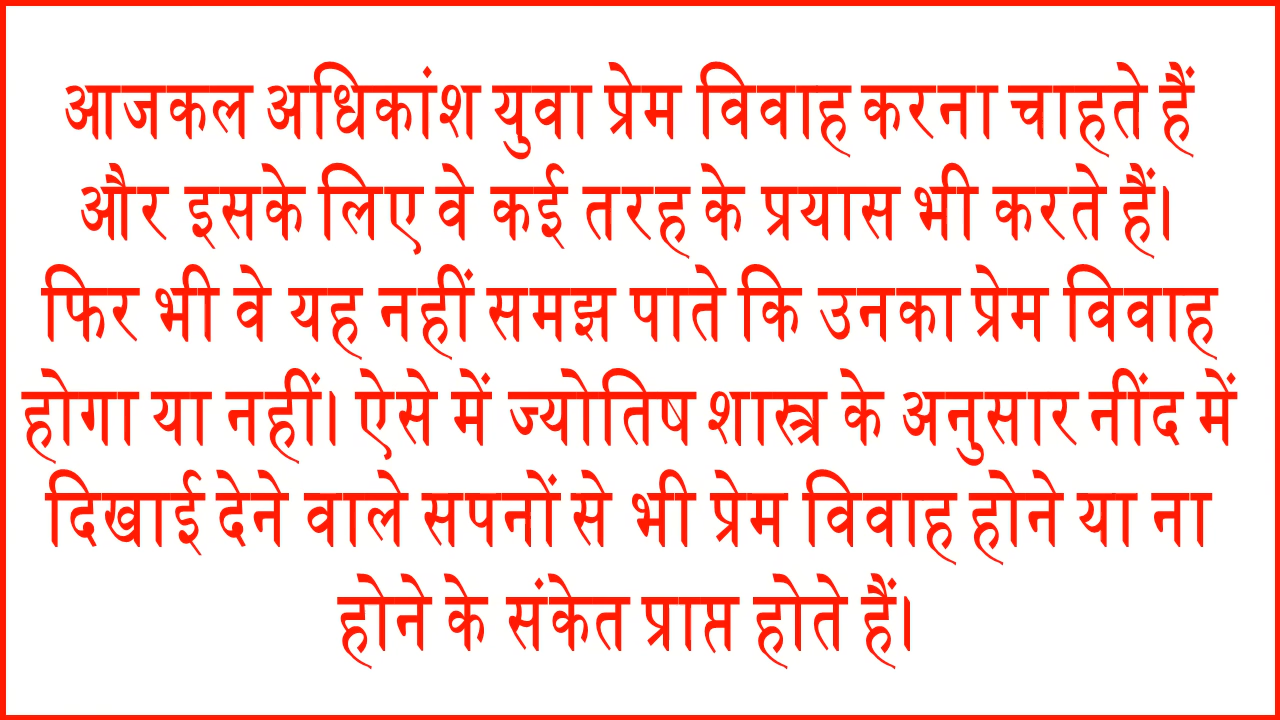 आजकल अधिकांश युवा प्रेम विवाह करना चाहते हैं
और इसके लिए वे कई तरह के प्रयास भी करते हैं।
फिर भी वे यह नहीं समझ पाते कि उनका प्रेम विवाह
होगा या नहीं। ऐसे में ज्योतिष शास्त्र के अनुसार नींद में
दिखाई देने वाले सपनों से भी प्रेम विवाह होने या ना
होने के संकेत प्राप्त होते हैं।